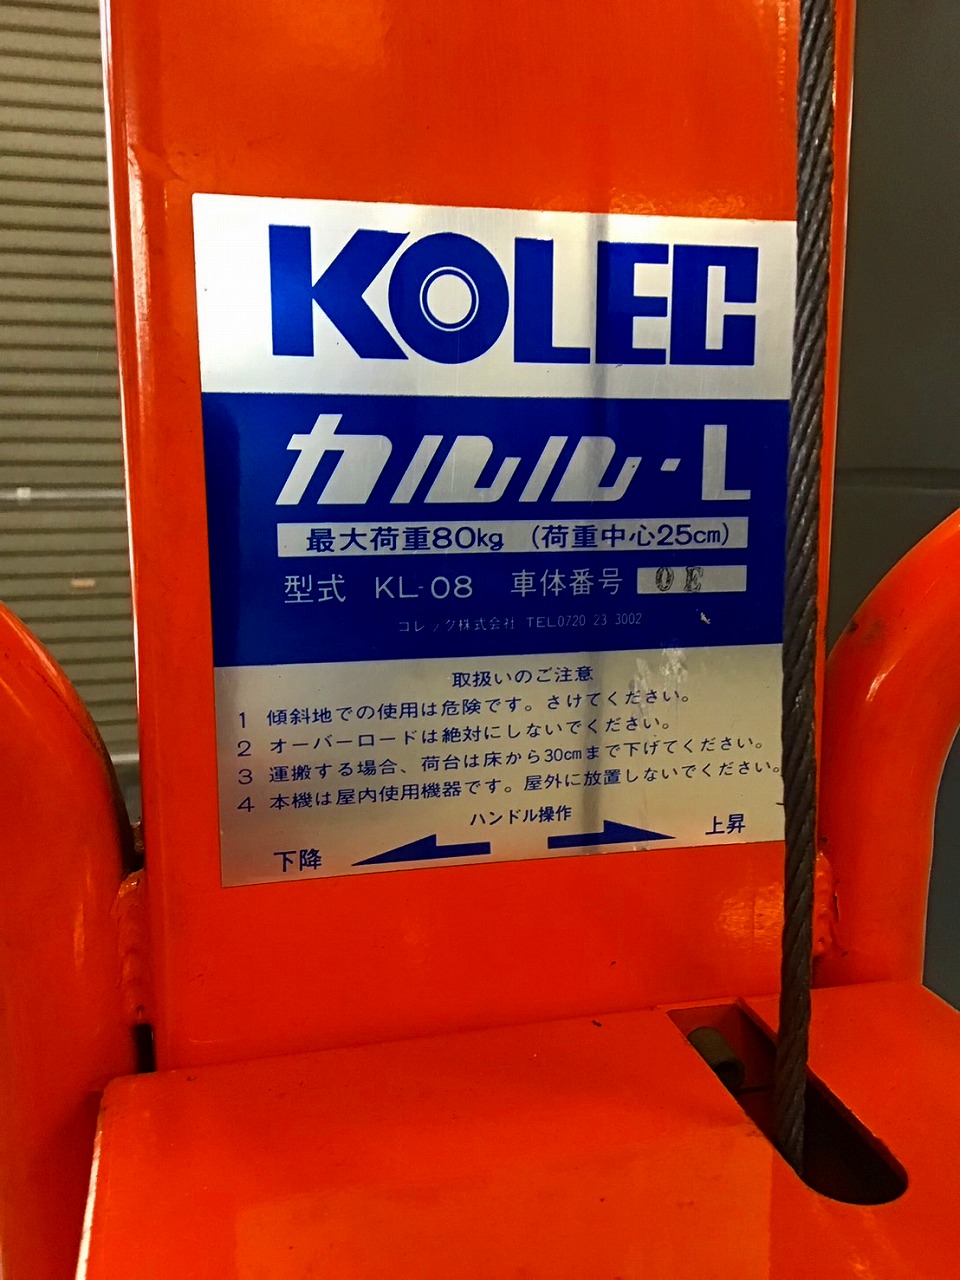 KOLEC
カルル・L
最大荷重80kg (荷重中心25cm)
型式 KL-08 車体番号 OE
コレック株式会社 TEL0720 23 3002
取扱いのご注意
1 傾斜地での使用は危険です。さけてください。
2 オーバーロードは絶対にしないでください。
3 運搬する場合、荷台は床から30cmまで下げてください。
4 本機は屋内使用機器です。屋外に放置しないでください。
ハンドル操作
下降 上昇